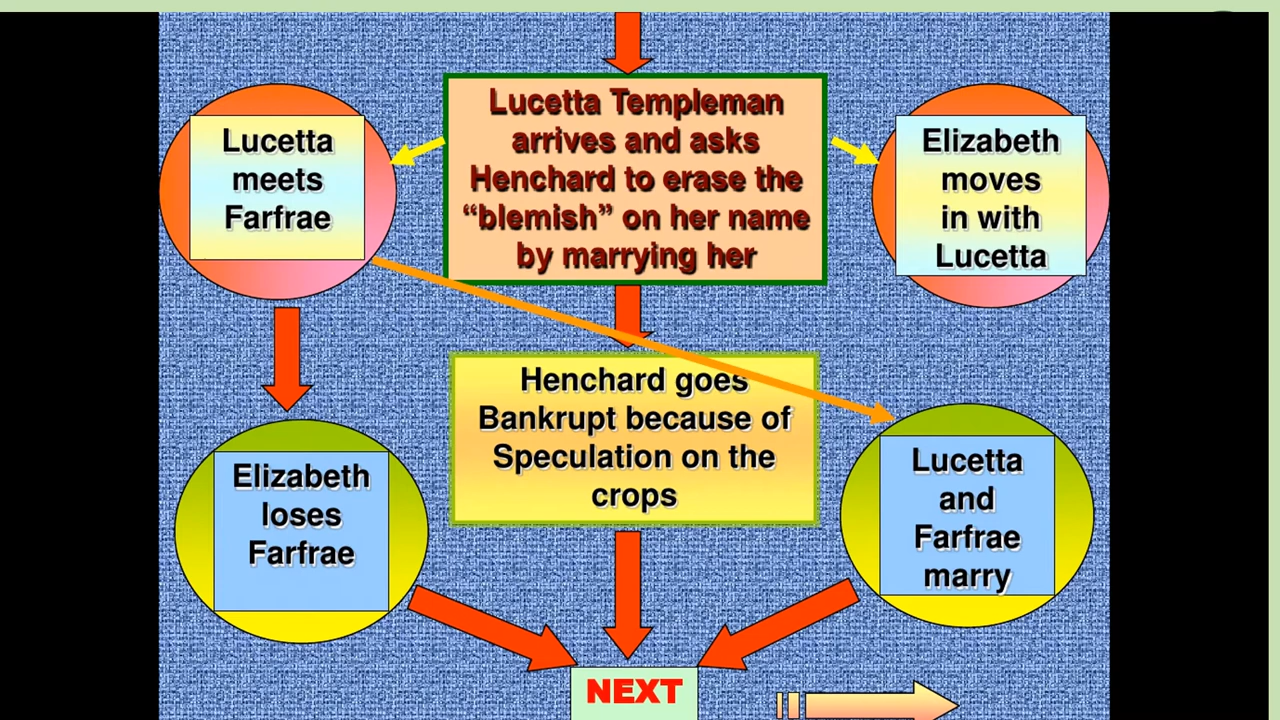 Lucetta Templeman
arrives and asks
Henchard to erase the
“blemish” on her name
by marrying her
Lucetta
meets
Farfrae
Elizabeth
moves
in with
Lucetta
Henchard goes
Bankrupt because of
Speculation on the
crops
Elizabeth
loses
Farfrae
Lucetta
and
Farfrae
marry
NEXT